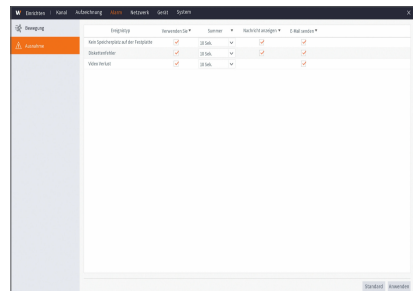 W Einrichten | Kanal Aufzeichnung Alarm Netzwerk Gerät System X
Bewegung
Ausnahme
Ereignistyp Verwenden Sie Summer Nachricht anzeigen E-Mail senden
Kein Speicherplatz auf der Festplatte 10 Sek.
Diskettenfehler 10 Sek.
Video Verlust 10 Sek.
Standard Anwenden